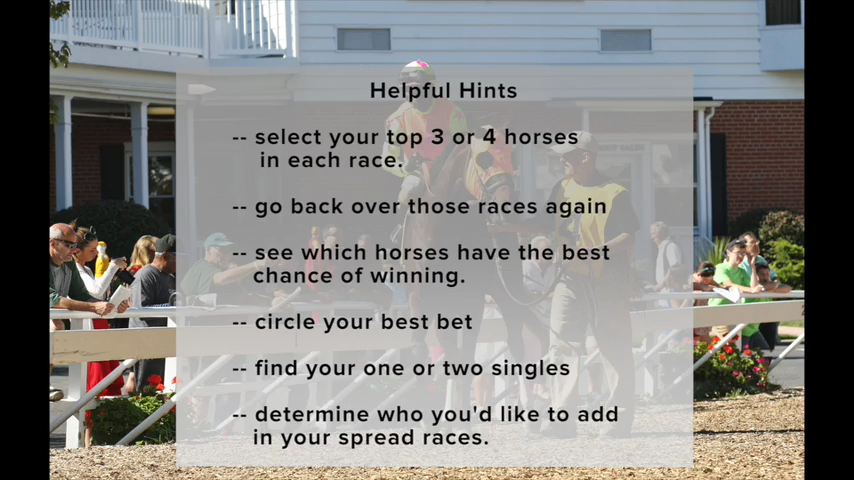 Helpful Hints
-- select your top 3 or 4 horses
in each race.
-- go back over those races again
-- see which horses have the best
chance of winning.
-- circle your best bet
-- find your one or two singles
-- determine who you'd like to add
in your spread races.